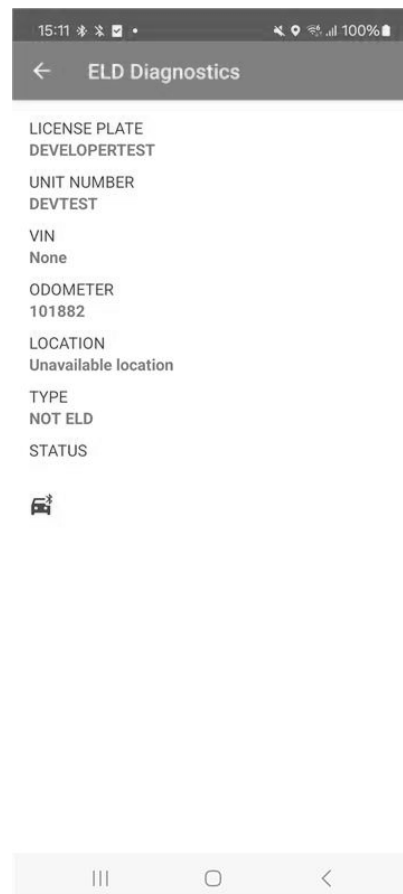 15:11 100%
ELD Diagnostics
LICENSE PLATE
DEVELOPERTEST
UNIT NUMBER
DEVTEST
VIN
None
ODOMETER
101882
LOCATION
Unavailable location
TYPE
NOT ELD
STATUS